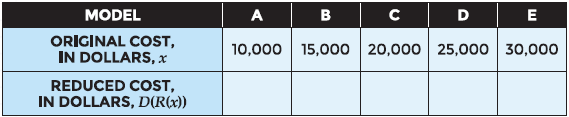 MODEL A B C D E
ORIGINAL COST,
IN DOLLARS, x 10,000 15,000 20,000 25,000 30,000
REDUCED COST,
IN DOLLARS, D(R(x))